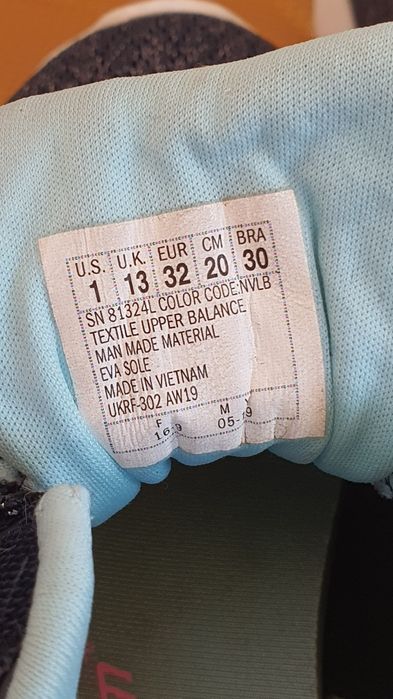 U.S. U.K. EUR CM BRA
1 13 32 20 30
SN 81324L COLOR CODE:NVLB
TEXTILE UPPER BALANCE
MAN MADE MATERIAL
EVA SOLE
MADE IN VIETNAM
UKRF-302 AW19
F M Y